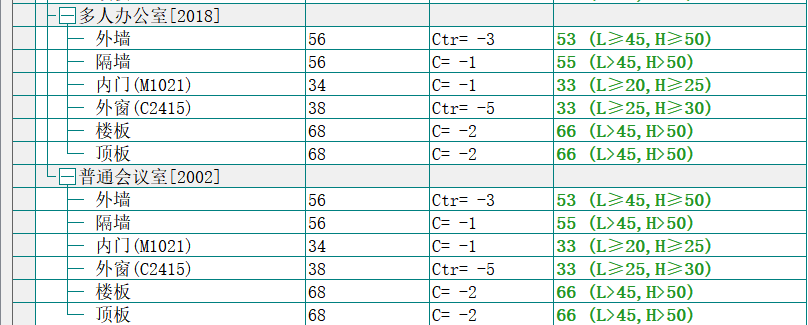 多人办公室[2018]
外墙 56 Ctr= -3 53 (L≥45,H≥50)
隔墙 56 C= -1 55 (L>45,H>50)
内门(M1021) 34 C= -1 33 (L≥20,H≥25)
外窗(C2415) 38 Ctr= -5 33 (L≥25,H≥30)
楼板 68 C= -2 66 (L>45,H>50)
顶板 68 C= -2 66 (L>45,H>50)
普通会议室[2002]
外墙 56 Ctr= -3 53 (L≥45,H≥50)
隔墙 56 C= -1 55 (L>45,H>50)
内门(M1021) 34 C= -1 33 (L≥20,H≥25)
外窗(C2415) 38 Ctr= -5 33 (L≥25,H≥30)
楼板 68 C= -2 66 (L>45,H>50)
顶板 68 C= -2 66 (L>45,H>50)